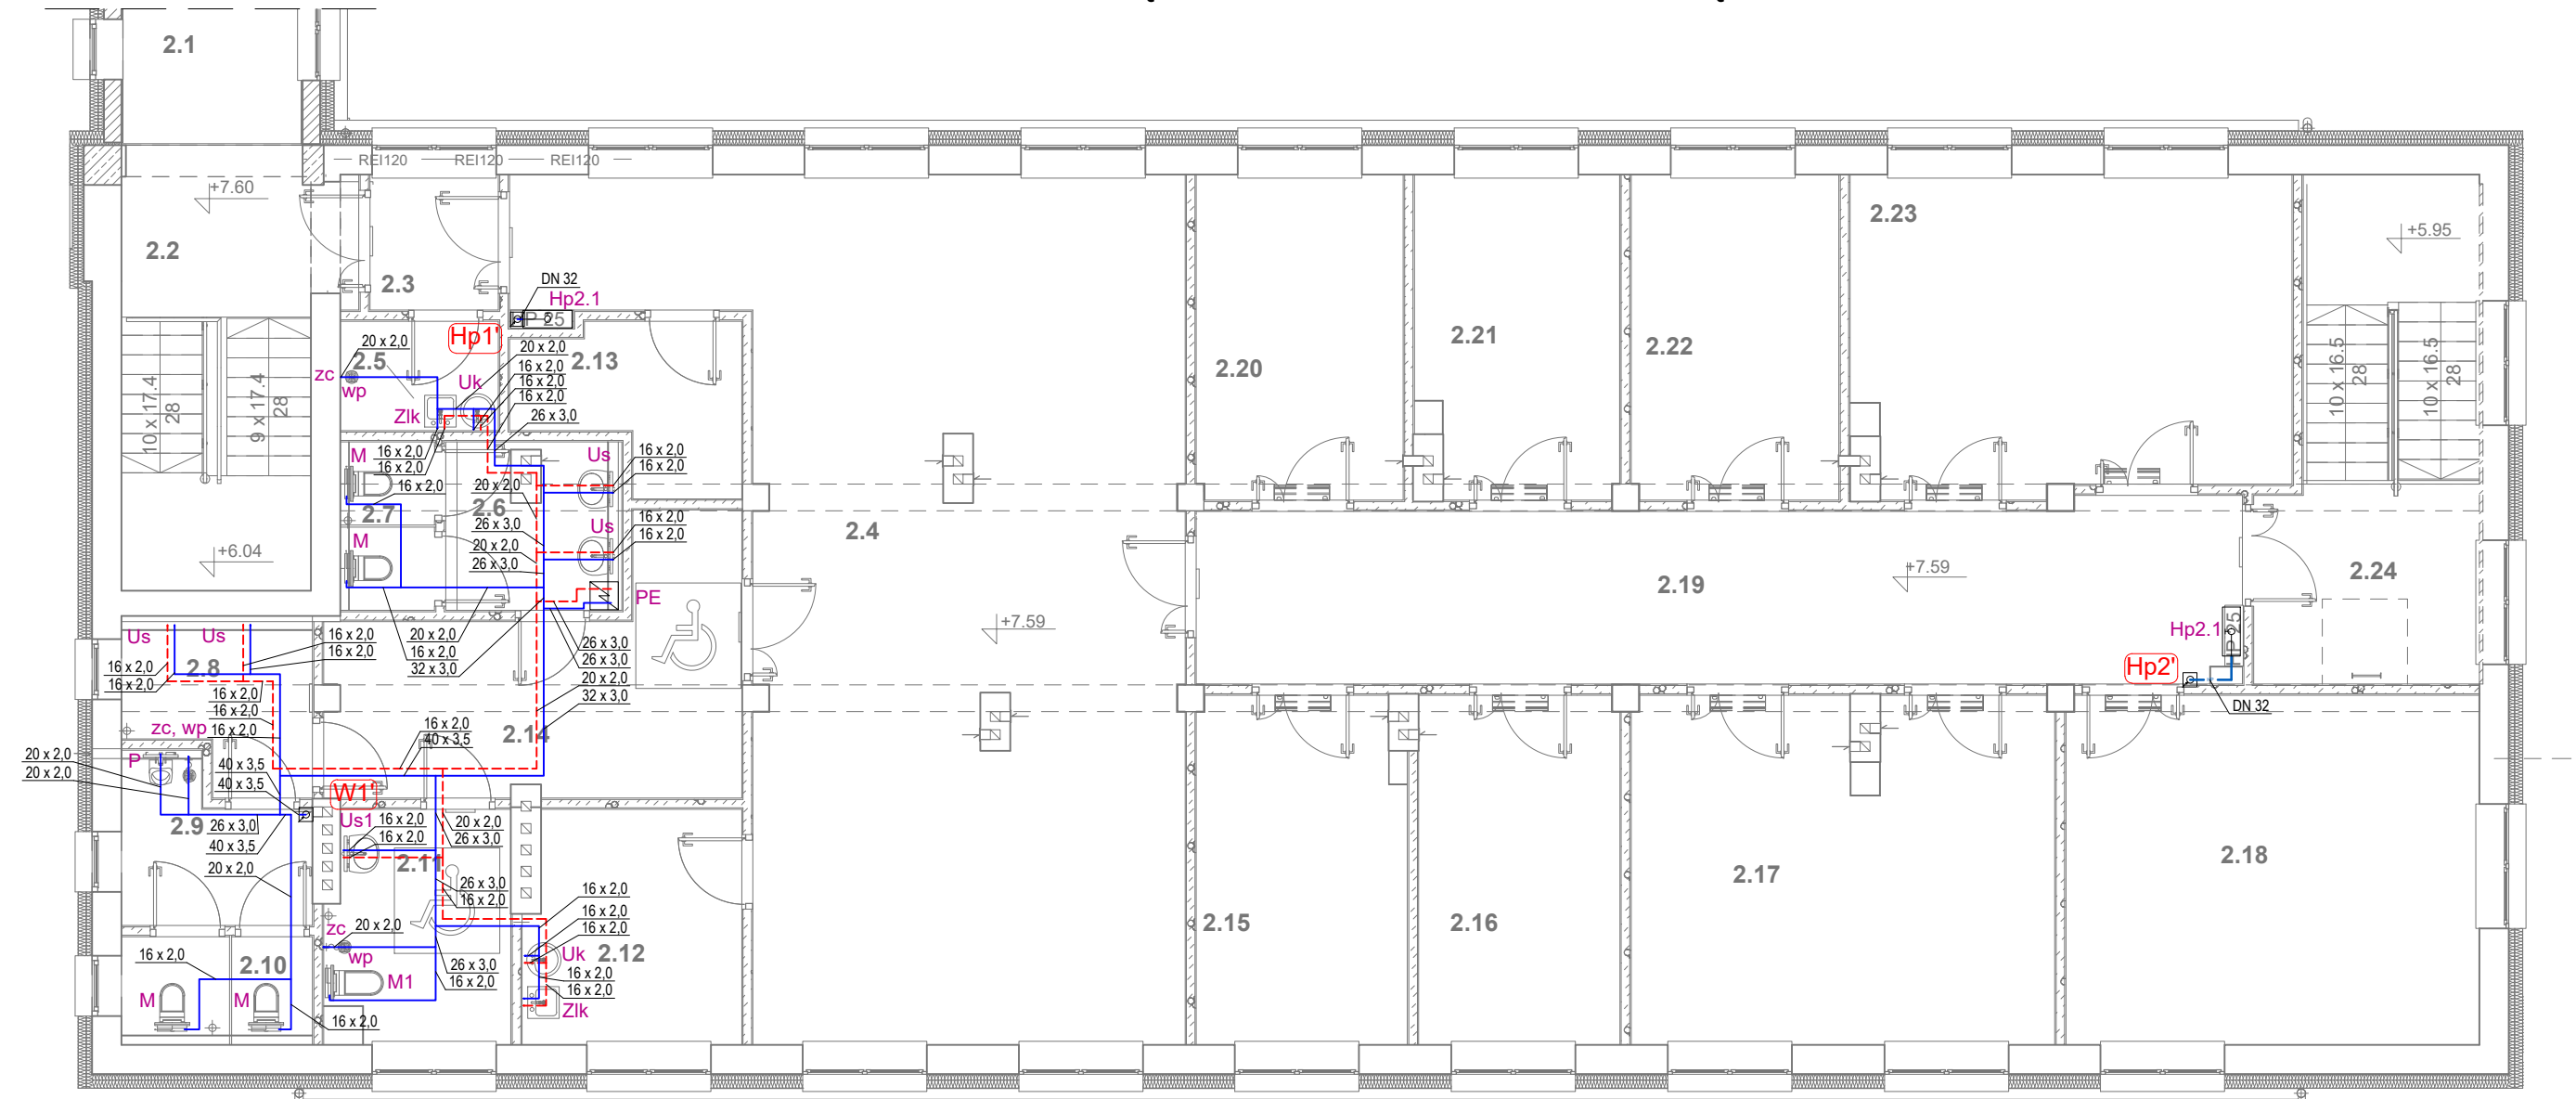 2.1
REI120
REI120
REI120
+7.60
2.23
+5.95
2.2
2.3
DN 32
Hp2.1
P 25
Hp1'
20 x 2,0
2.5
20 x 2,0
2.13
2.21
2.22
2.20
16 x 2,0
16 x 2,0
16 x 2,0
26 x 3,0
zc
wp
Uk
Zlk
10 x 17.4
28
9 x 17.4
28
10 x 16.5
28
10 x 16.5
28
M
16 x 2,0
16 x 2,0
Us
16 x 2,0
16 x 2,0
16 x 2,0
20 x 2,0
2.6
2.7
26 x 3,0
Us
16 x 2,0
16 x 2,0
2.4
M
20 x 2,0
26 x 3,0
+6.04
PE
2.19
+7.59
2.24
+7.59
Us
Us
16 x 2,0
16 x 2,0
20 x 2,0
16 x 2,0
32 x 3,0
26 x 3,0
26 x 3,0
20 x 2,0
32 x 3,0
Hp2.1
P 25
Hp2'
DN 32
16 x 2,0
16 x 2,0
2.8
16 x 2,0
16 x 2,0
16 x 2,0
zc, wp
16 x 2,0
40 x 3,5
2.14
20 x 2,0
20 x 2,0
P
40 x 3,5
40 x 3,5
W1'
Us1
16 x 2,0
16 x 2,0
20 x 2,0
26 x 3,0
2.9
26 x 3,0
40 x 3,5
20 x 2,0
2.11
26 x 3,0
16 x 2,0
16 x 2,0
16 x 2,0
16 x 2,0
2.15
2.16
2.17
2.18
zc
20 x 2,0
wp
Uk
2.12
16 x 2,0
2.10
26 x 3,0
16 x 2,0
16 x 2,0
16 x 2,0
M
M
M1
Zlk
16 x 2,0